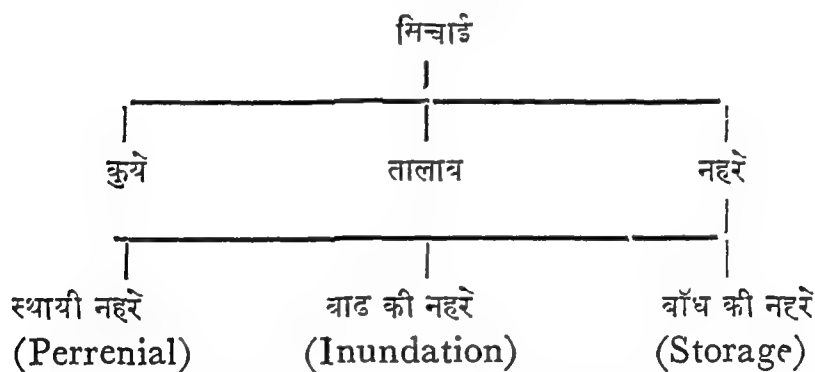 सिचाई
कुये तालाब नहरें
स्थायी नहरें बाढ की नहरें बाँध की नहरें
(Perrenial) (Inundation) (Storage)